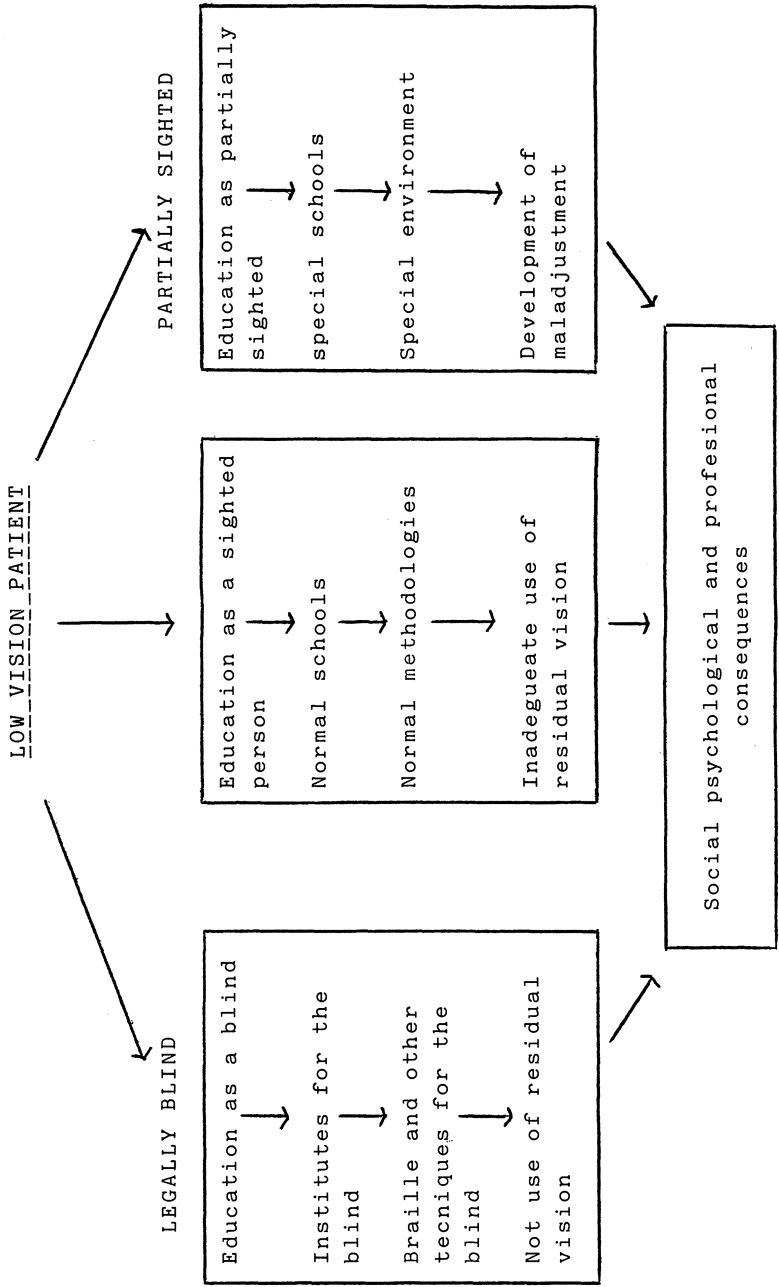 LOW VISION PATIENT
LEGALLY BLIND
Education as a blind
Institutes for the
blind
Braille and other
tecniques for the
blind
Not use of residual
vision
Education as a sighted
person
Normal schools
Normal methodologies
Inadegueate use of
residual vision
PARTIALLY SIGHTED
Education as partially
sighted
special schools
Special environment
Development of
maladjustment
Social psychological and profesional
consequences